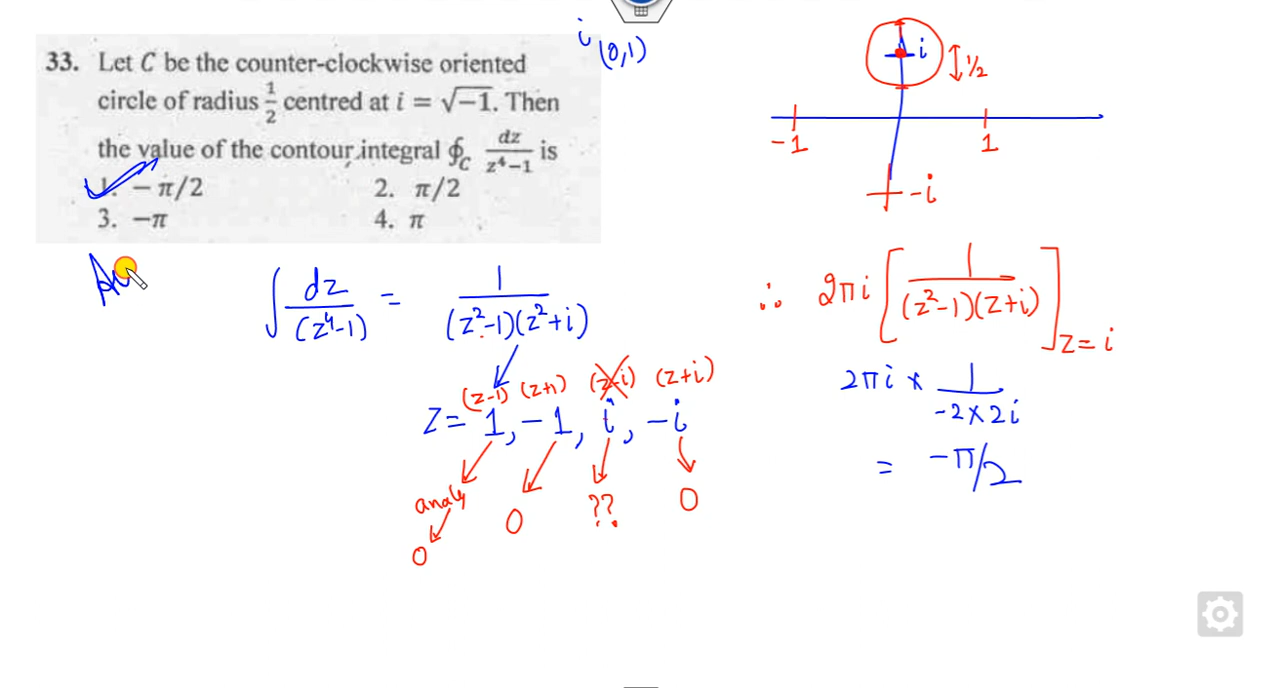 33. Let C be the counter-clockwise oriented
circle of radius 1/2 centred at i = √−1. Then
the value of the contour integral ∮C dz/(z⁴−1) is
1. − π/2 2. π/2
3. −π 4. π
i (0,1)
i
1/2
-1 1
-i
∫ dz/(z⁴-1) = 1/((z²-1)(z²+i))
(z-1) (z+1) (z-i) (z+i)
z = 1, -1, i, -i
analy 0 ?? 0
0
∴ 2πi [1/((z²-1)(z+i))] z=i
2πi × 1/(-2×2i)
= -π/2